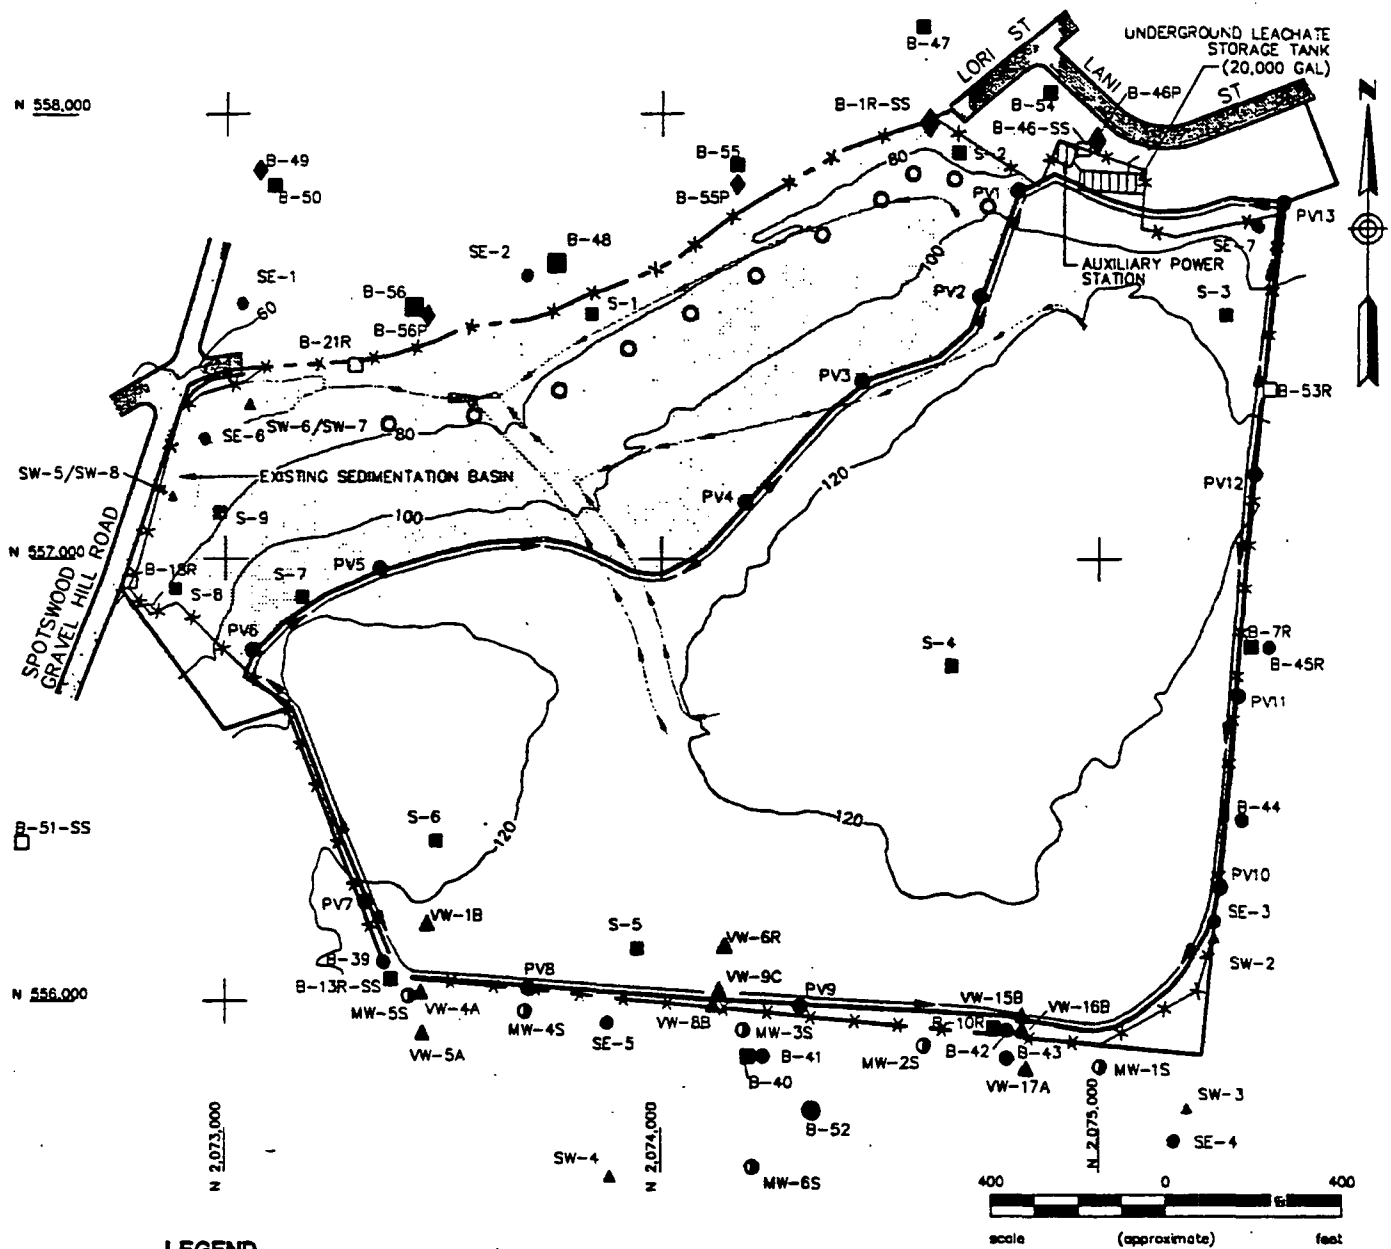 B-47
LORI ST
UNDERGROUND LEACHATE
STORAGE TANK
(20,000 GAL)
LANI ST
N 558,000
B-1R-SS
B-54
B-46P
N
B-46-SS
B-49
B-50
B-55
B-55P
S-2
80
PV1
PV13
SE-7
SE-2
B-48
100
AUXILIARY POWER
STATION
SE-1
60
B-56
B-56P
S-1
PV2
S-3
B-21R
PV3
B-53R
SW-6/SW-7
80
SE-6
SW-5/SW-8
EXISTING SEDIMENTATION BASIN
120
PV12
S-9
100
PV4
N 557,000
SPOTSWOOD
GRAVEL HILL ROAD
B-18R
S-8
S-7
PV5
PV6
S-4
B-7R
B-45R
PV11
B-51-SS
S-6
120
120
B-44
PV10
PV7
VW-1B
S-5
VW-6R
SE-3
B-39
B-13R-SS
PV8
VW-9C
PV9
SW-2
N 556,000
MW-5S
VW-4A
MW-4S
VW-8B
VW-15B
VW-16B
B-10R
MW-3S
VW-5A
SE-5
B-41
MW-2S
B-42
B-43
MW-1S
B-40
VW-17A
B-52
SW-3
N 2,073,000
N 2,074,000
N 2,075,000
SE-4
SW-4
MW-6S
400 0 400
scale (approximate) feet
LEGEND